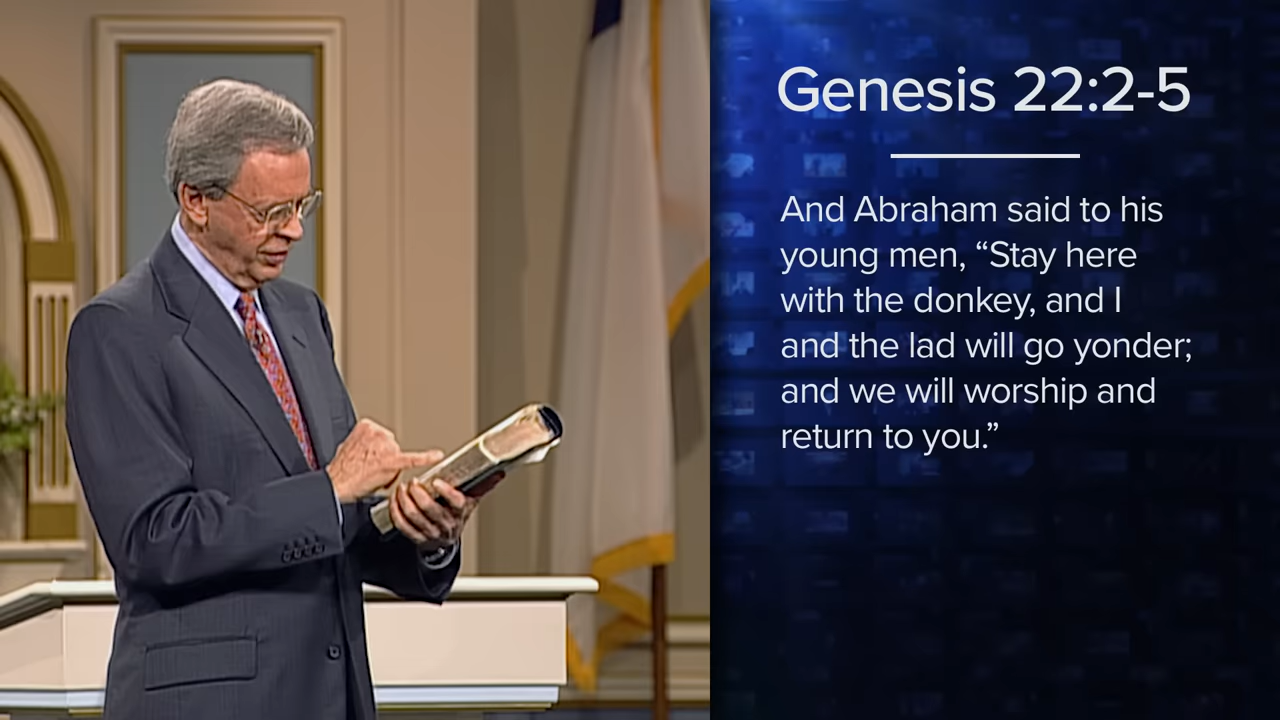 Genesis 22:2-5
And Abraham said to his
young men, “Stay here
with the donkey, and I
and the lad will go yonder;
and we will worship and
return to you.”